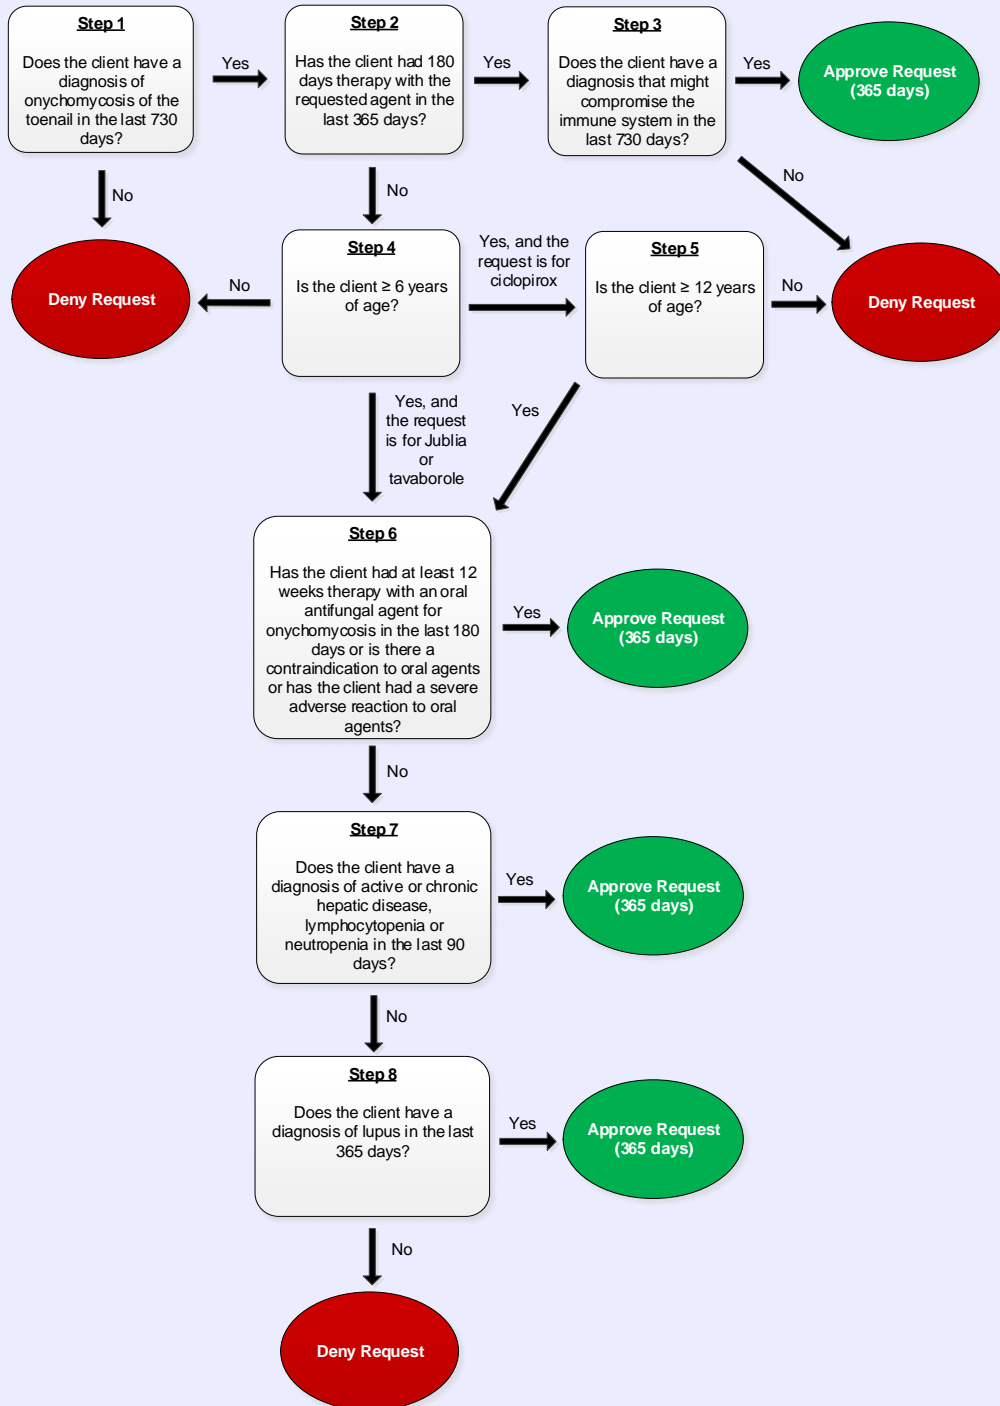 Step 1
Does the client have a
diagnosis of
onychomycosis of the
toenail in the last 730
days?
Yes
Step 2
Has the client had 180
days therapy with the
requested agent in the
last 365 days?
Yes
Step 3
Does the client have a
diagnosis that might
compromise the
immune system in the
last 730 days?
Yes
Approve Request
(365 days)
No
No
No
Deny Request
No
Step 4
Is the client ≥ 6 years
of age?
Yes, and the
request is for
ciclopirox
Step 5
Is the client ≥ 12 years
of age?
No
Deny Request
Yes, and
the request
is for Jublia
or
tavaborole
Yes
Step 6
Has the client had at least 12
weeks therapy with an oral
antifungal agent for
onychomycosis in the last 180
days or is there a
contraindication to oral agents
or has the client had a severe
adverse reaction to oral
agents?
Yes
Approve Request
(365 days)
No
Step 7
Does the client have a
diagnosis of active or chronic
hepatic disease,
lymphocytopenia or
neutropenia in the last 90
days?
Yes
Approve Request
(365 days)
No
Step 8
Does the client have a
diagnosis of lupus in the last
365 days?
Yes
Approve Request
(365 days)
No
Deny Request